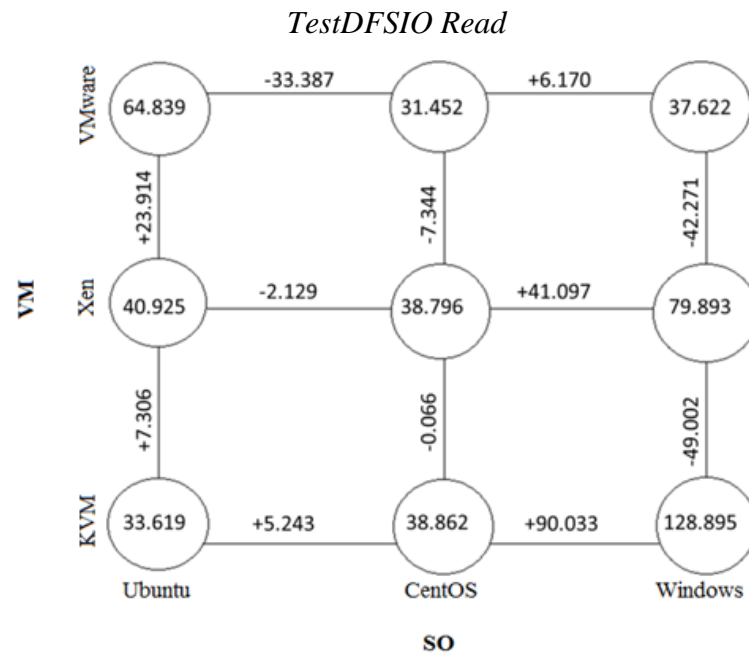 TestDFSIO Read
VMware
64.839
-33.387
31.452
+6.170
37.622
+23.914
-7.344
-42.271
VM
Xen
40.925
-2.129
38.796
+41.097
79.893
+7.306
-0.066
-49.002
KVM
33.619
+5.243
38.862
+90.033
128.895
Ubuntu
CentOS
Windows
SO